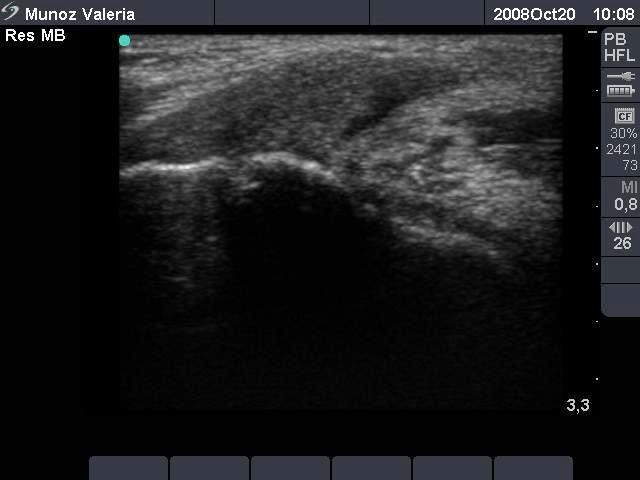 Munoz Valeria
2008Oct20 10:08
Res MB
PB
HFL
CF
30%
2421
73
MI
0,8
26
3,3